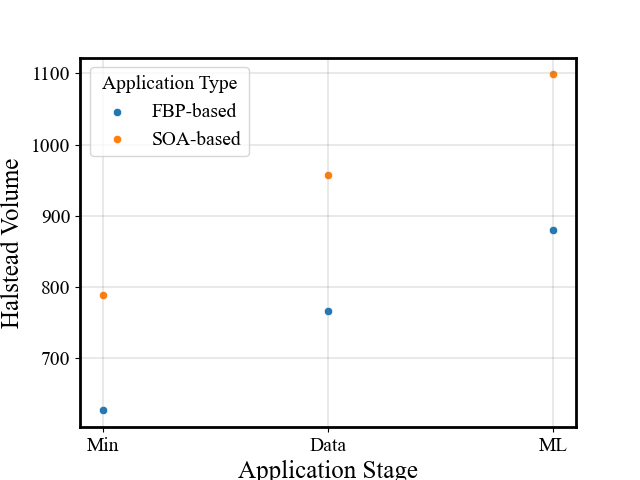 Halstead Volume
1100
1000
900
800
700
Application Type
FBP-based
SOA-based
Min
Data
ML
Application Stage